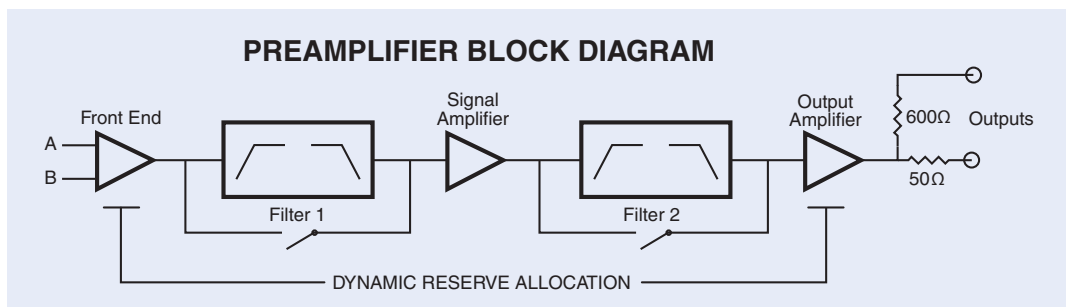 PREAMPLIFIER BLOCK DIAGRAM
Front End
Signal
Amplifier
Output
Amplifier
A
B
600Ω
Outputs
50Ω
Filter 1
Filter 2
DYNAMIC RESERVE ALLOCATION